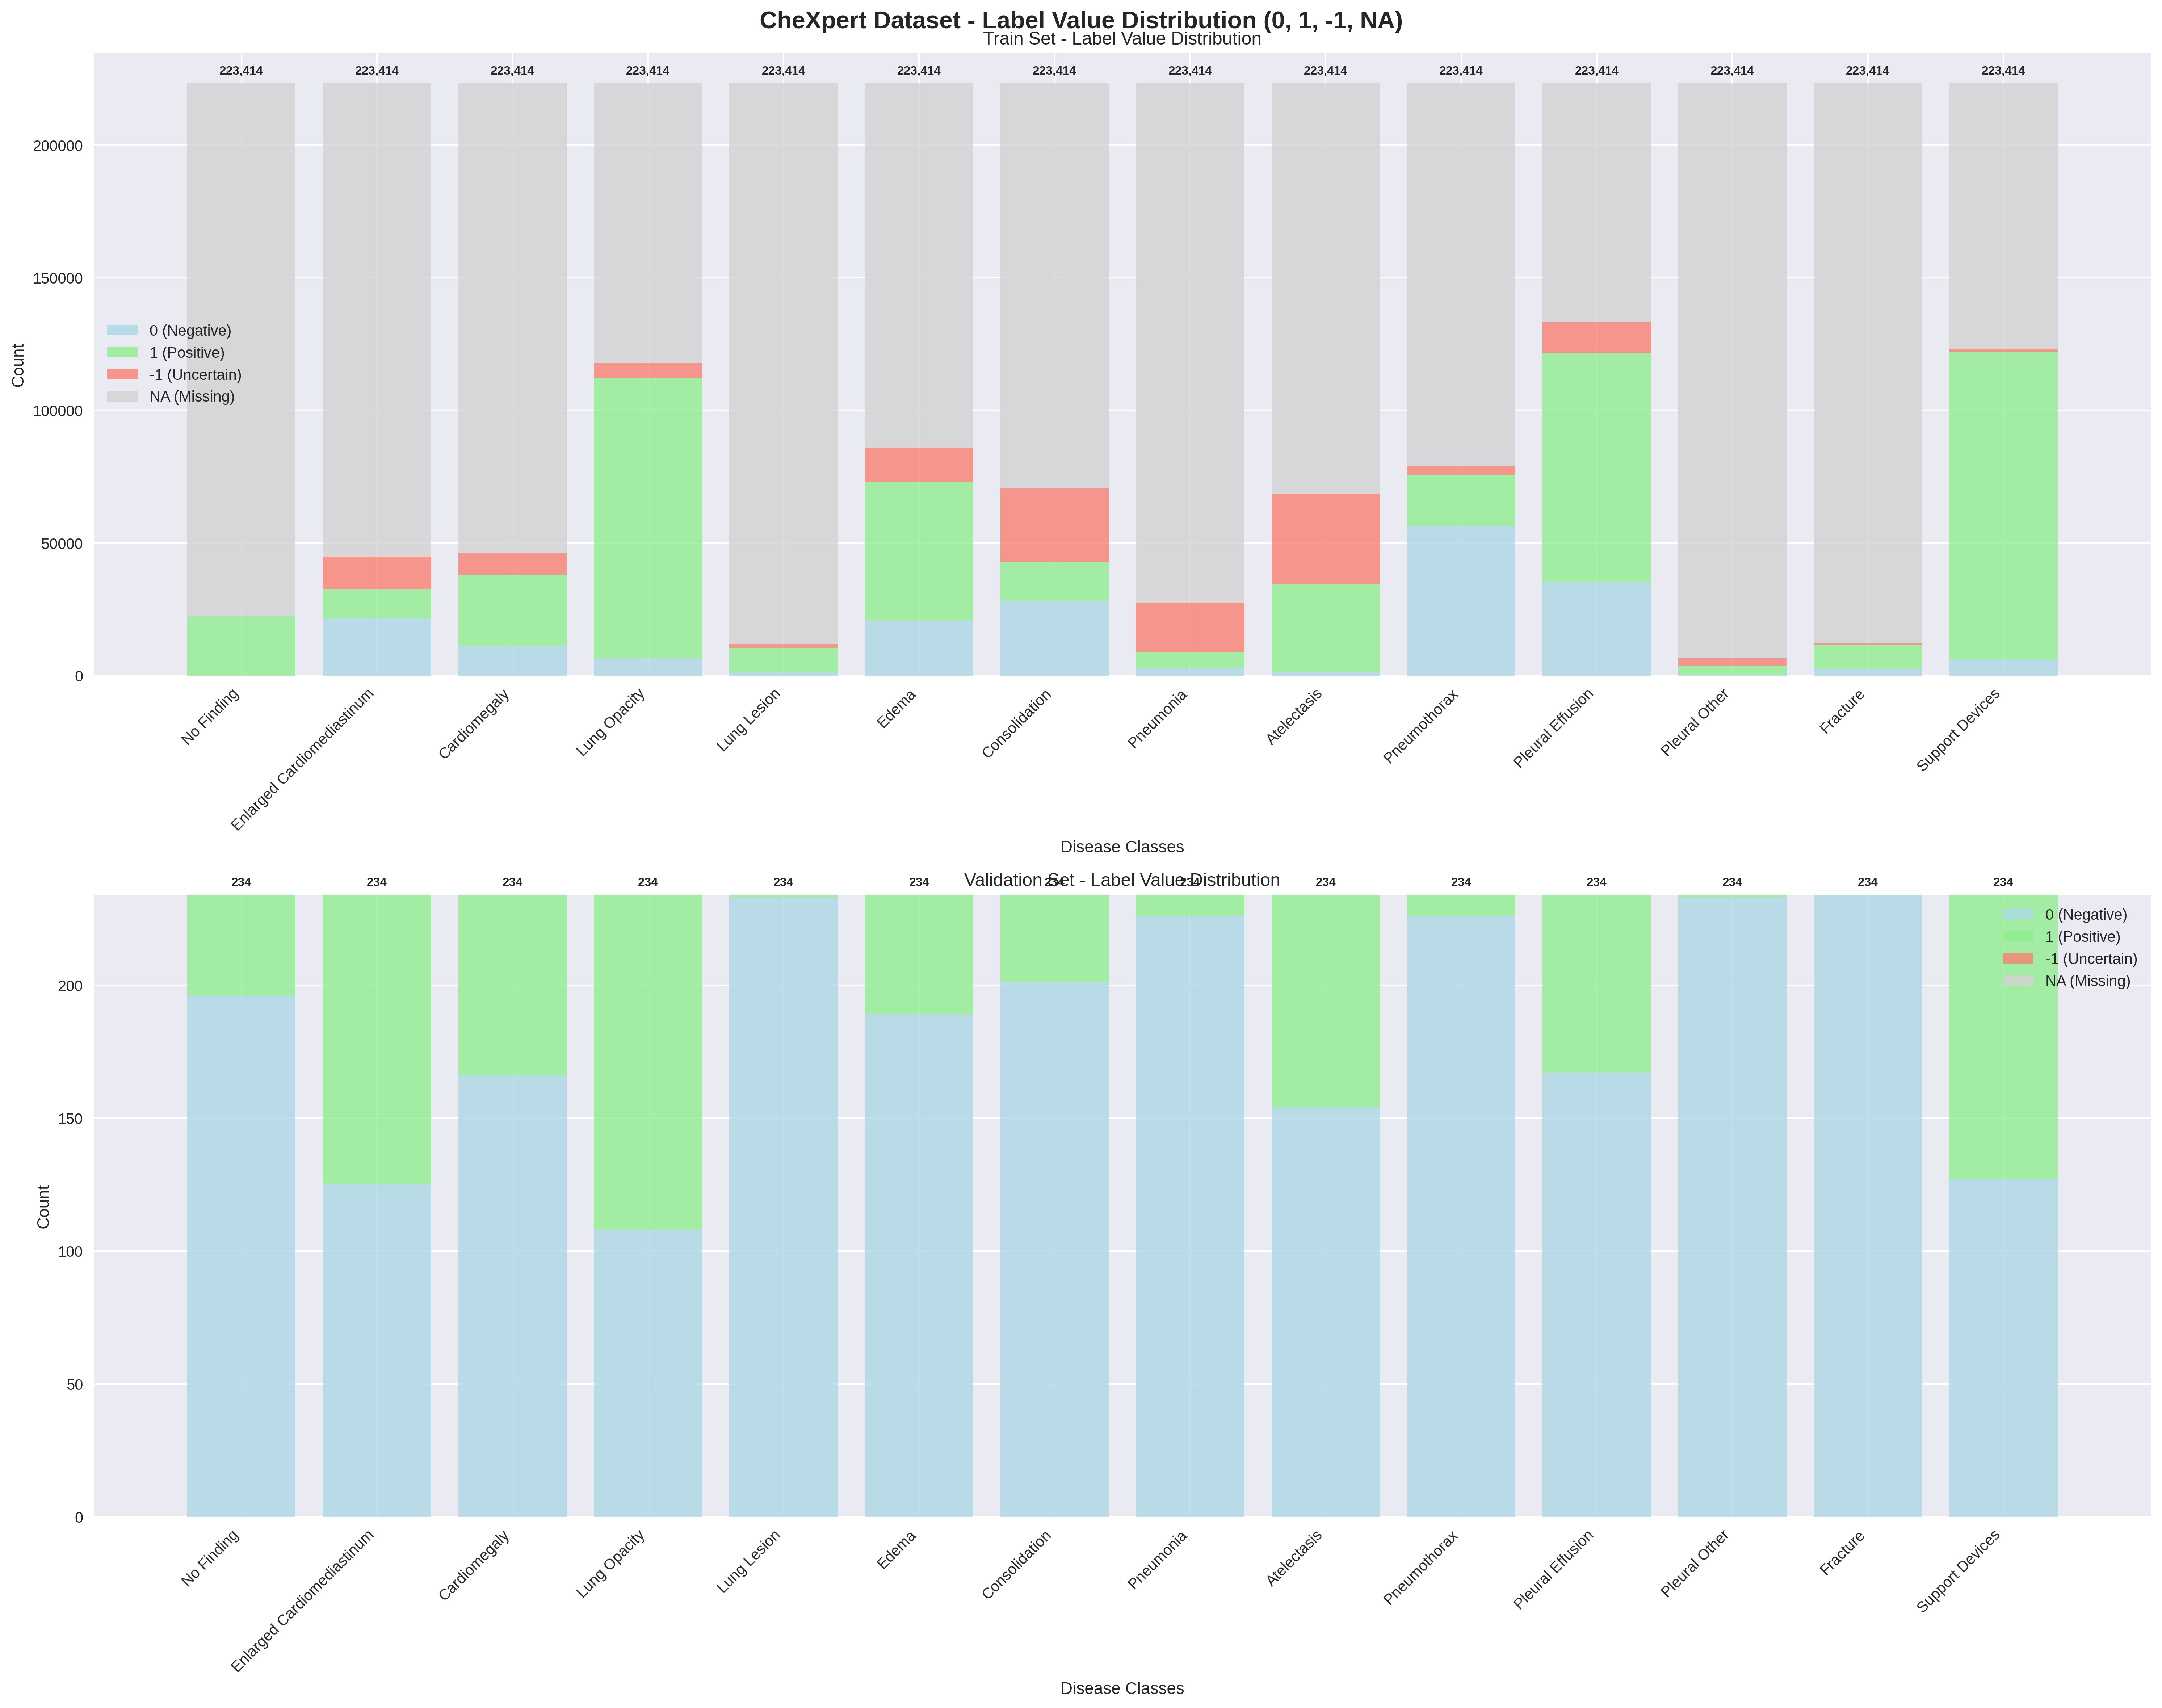 CheXpert Dataset - Label Value Distribution (0, 1, -1, NA)
Train Set - Label Value Distribution
223,414 223,414 223,414 223,414 223,414 223,414 223,414 223,414 223,414 223,414 223,414 223,414 223,414 223,414
200000
150000
100000
50000
0
Count
0 (Negative)
1 (Positive)
-1 (Uncertain)
NA (Missing)
No Finding
Enlarged Cardiomediastinum
Cardiomegaly
Lung Opacity
Lung Lesion
Edema
Consolidation
Pneumonia
Atelectasis
Pneumothorax
Pleural Effusion
Pleural Other
Fracture
Support Devices
Disease Classes
Validation Set - Label Value Distribution
234 234 234 234 234 234 234 234 234 234 234 234 234 234
200
150
100
50
0
Count
0 (Negative)
1 (Positive)
-1 (Uncertain)
NA (Missing)
No Finding
Enlarged Cardiomediastinum
Cardiomegaly
Lung Opacity
Lung Lesion
Edema
Consolidation
Pneumonia
Atelectasis
Pneumothorax
Pleural Effusion
Pleural Other
Fracture
Support Devices
Disease Classes